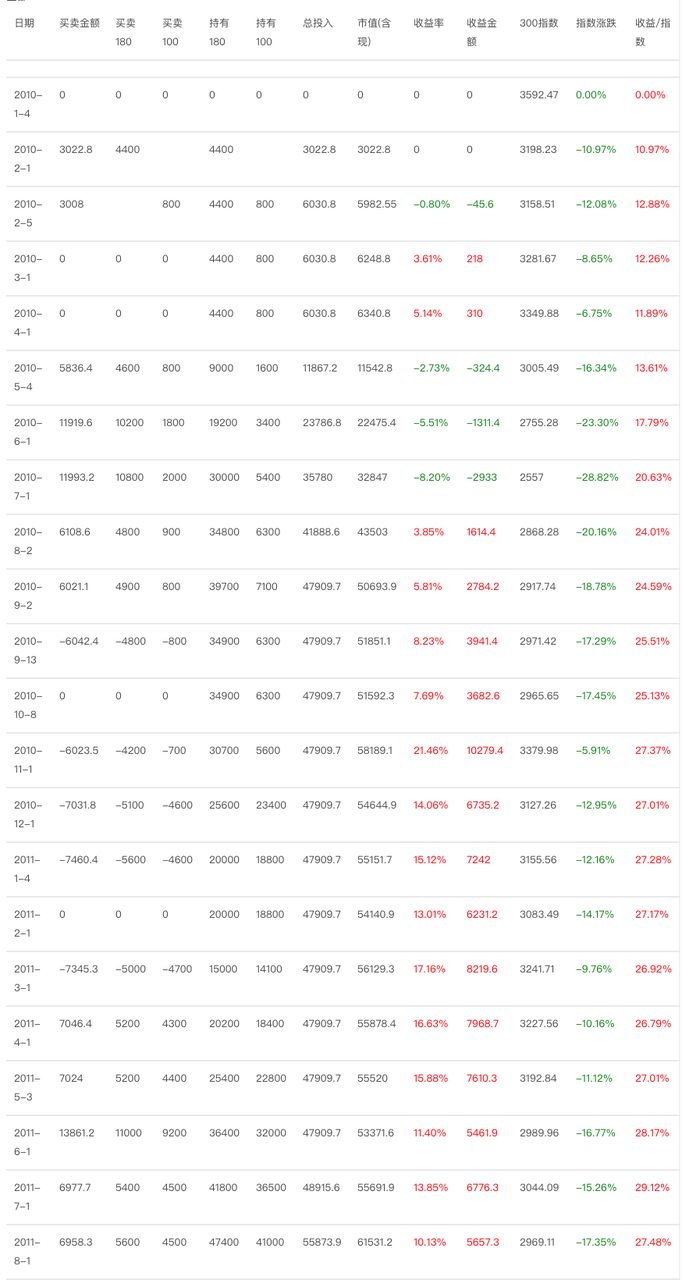 日期 买卖金额 买卖180 买卖100 持有180 持有100 总投入 市值(含现) 收益率 收益金额 300指数 指数涨跌 收益/指数
2010–1–4 0 0 0 0 0 0 0 0 0 3592.47 0.00% 0.00%
2010–2–1 3022.8 4400 4400 3022.8 3022.8 0 0 3198.23 –10.97% 10.97%
2010–2–5 3008 800 4400 800 6030.8 5982.55 –0.80% –45.6 3158.51 –12.08% 12.88%
2010–3–1 0 0 0 4400 800 6030.8 6248.8 3.61% 218 3281.67 –8.65% 12.26%
2010–4–1 0 0 0 4400 800 6030.8 6340.8 5.14% 310 3349.88 –6.75% 11.89%
2010–5–4 5836.4 4600 800 9000 1600 11867.2 11542.8 –2.73% –324.4 3005.49 –16.34% 13.61%
2010–6–1 11919.6 10200 1800 19200 3400 23786.8 22475.4 –5.51% –1311.4 2755.28 –23.30% 17.79%
2010–7–1 11993.2 10800 2000 30000 5400 35780 32847 –8.20% –2933 2557 –28.82% 20.63%
2010–8–2 6108.6 4800 900 34800 6300 41888.6 43503 3.85% 1614.4 2868.28 –20.16% 24.01%
2010–9–2 6021.1 4900 800 39700 7100 47909.7 50693.9 5.81% 2784.2 2917.74 –18.78% 24.59%
2010–9–13 –6042.4 –4800 –800 34900 6300 47909.7 51851.1 8.23% 3941.4 2971.42 –17.29% 25.51%
2010–10–8 0 0 0 34900 6300 47909.7 51592.3 7.69% 3682.6 2965.65 –17.45% 25.13%
2010–11–1 –6023.5 –4200 –700 30700 5600 47909.7 58189.1 21.46% 10279.4 3379.98 –5.91% 27.37%
2010–12–1 –7031.8 –5100 –4600 25600 23400 47909.7 54644.9 14.06% 6735.2 3127.26 –12.95% 27.01%
2011–1–4 –7460.4 –5600 –4600 20000 18800 47909.7 55151.7 15.12% 7242 3155.56 –12.16% 27.28%
2011–2–1 0 0 0 20000 18800 47909.7 54140.9 13.01% 6231.2 3083.49 –14.17% 27.17%
2011–3–1 –7345.3 –5000 –4700 15000 14100 47909.7 56129.3 17.16% 8219.6 3241.71 –9.76% 26.92%
2011–4–1 7046.4 5200 4300 20200 18400 47909.7 55878.4 16.63% 7968.7 3227.56 –10.16% 26.79%
2011–5–3 7024 5200 4400 25400 22800 47909.7 55520 15.88% 7610.3 3192.84 –11.12% 27.01%
2011–6–1 13861.2 11000 9200 36400 32000 47909.7 53371.6 11.40% 5461.9 2989.96 –16.77% 28.17%
2011–7–1 6977.7 5400 4500 41800 36500 48915.6 55691.9 13.85% 6776.3 3044.09 –15.26% 29.12%
2011–8–1 6958.3 5600 4500 47400 41000 55873.9 61531.2 10.13% 5657.3 2969.11 –17.35% 27.48%